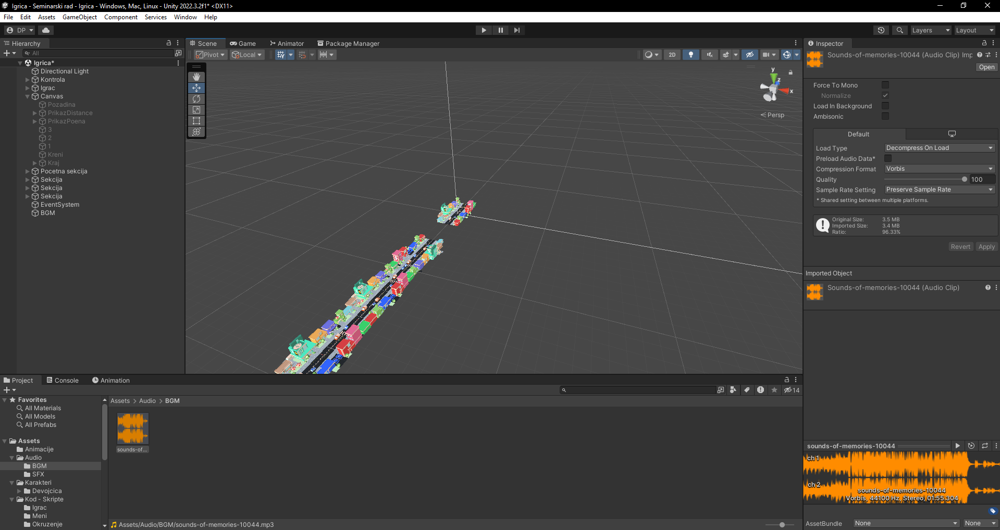 Igrica - Seminarski rad - Igrica - Windows, Mac, Linux - Unity 2022.3.2f1* <DX11>
File Edit Assets GameObject Component Services Window Help
DP
Layers
Layout
Hierarchy
All
Igrica*
Directional Light
Kontrola
Igrac
Canvas
Pozadina
PrikazDistance
PrikazPoena
3
2
1
Kreni
Kraj
Pocetna sekcija
Sekcija
Sekcija
Sekcija
EventSystem
BGM
Scene Game Animator Package Manager
Pivot Local
2D
y
z
x
Persp
Inspector
Sounds-of-memories-10044 (Audio Clip) Imp
Open
Force To Mono
Normalize
Load In Background
Ambisonic
Default
Load Type Decompress On Load
Preload Audio Data*
Compression Format Vorbis
Quality 100
Sample Rate Setting Preserve Sample Rate
* Shared setting between multiple platforms.
Original Size: 3.5 MB
Imported Size: 3.4 MB
Ratio: 96.33%
Revert Apply
Imported Object
Sounds-of-memories-10044 (Audio Clip)
Project Console Animation
14
Favorites
All Materials
All Models
All Prefabs
Assets
Animacije
Audio
BGM
SFX
Karakteri
Devojcica
Kod - Skripte
Igrac
Meni
Okruzenje
Assets > Audio > BGM
sounds-of...
Assets/Audio/BGM/sounds-of-memories-10044.mp3
sounds-of-memories-10044
ch 1
ch 2
sounds-of-memories-10044
Vorbis, 44100 Hz, Stereo, 01:55.304
AssetBundle None None